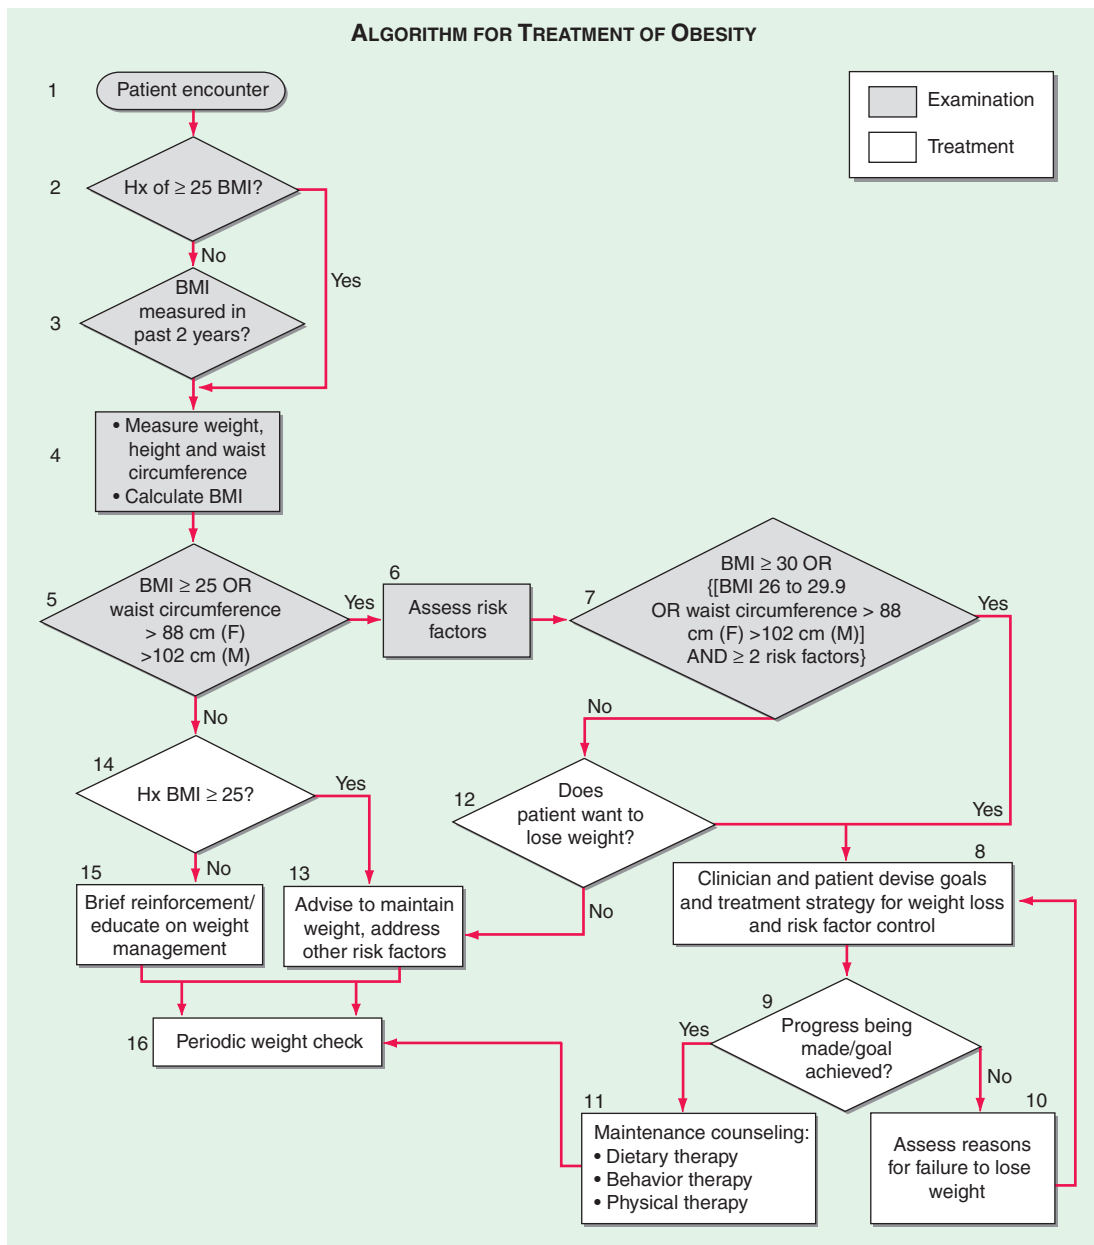 ALGORITHM FOR TREATMENT OF OBESITY
Examination
Treatment
1
Patient encounter
2
Hx of ≥ 25 BMI?
No
Yes
3
BMI
measured in
past 2 years?
4
• Measure weight,
height and waist
circumference
• Calculate BMI
5
BMI ≥ 25 OR
waist circumference
> 88 cm (F)
>102 cm (M)
Yes
No
6
Assess risk
factors
7
BMI ≥ 30 OR
{[BMI 26 to 29.9
OR waist circumference > 88
cm (F) >102 cm (M)]
AND ≥ 2 risk factors}
Yes
No
14
Hx BMI ≥ 25?
Yes
No
12
Does
patient want to
lose weight?
Yes
No
15
Brief reinforcement/
educate on weight
management
13
Advise to maintain
weight, address
other risk factors
8
Clinician and patient devise goals
and treatment strategy for weight loss
and risk factor control
9
Progress being
made/goal
achieved?
Yes
No
16
Periodic weight check
11
Maintenance counseling:
• Dietary therapy
• Behavior therapy
• Physical therapy
10
Assess reasons
for failure to lose
weight